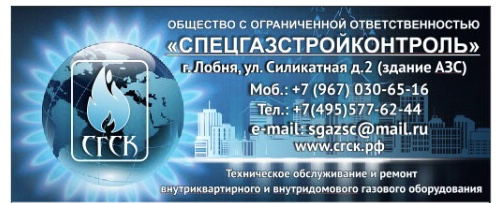 ОБЩЕСТВО С ОГРАНИЧЕННОЙ ОТВЕТСТВЕННОСТЬЮ
«СПЕЦГАЗСТРОЙКОНТРОЛЬ»
г. Лобня, ул. Силикатная д.2 (здание АЗС)
Моб.: +7 (967) 030-65-16
Тел.: +7(495)577-62-44
e-mail: sgazsc@mail.ru
www.сгск.рф
СГСК
Техническое обслуживание и ремонт
внутриквартирного и внутридомового газового оборудования